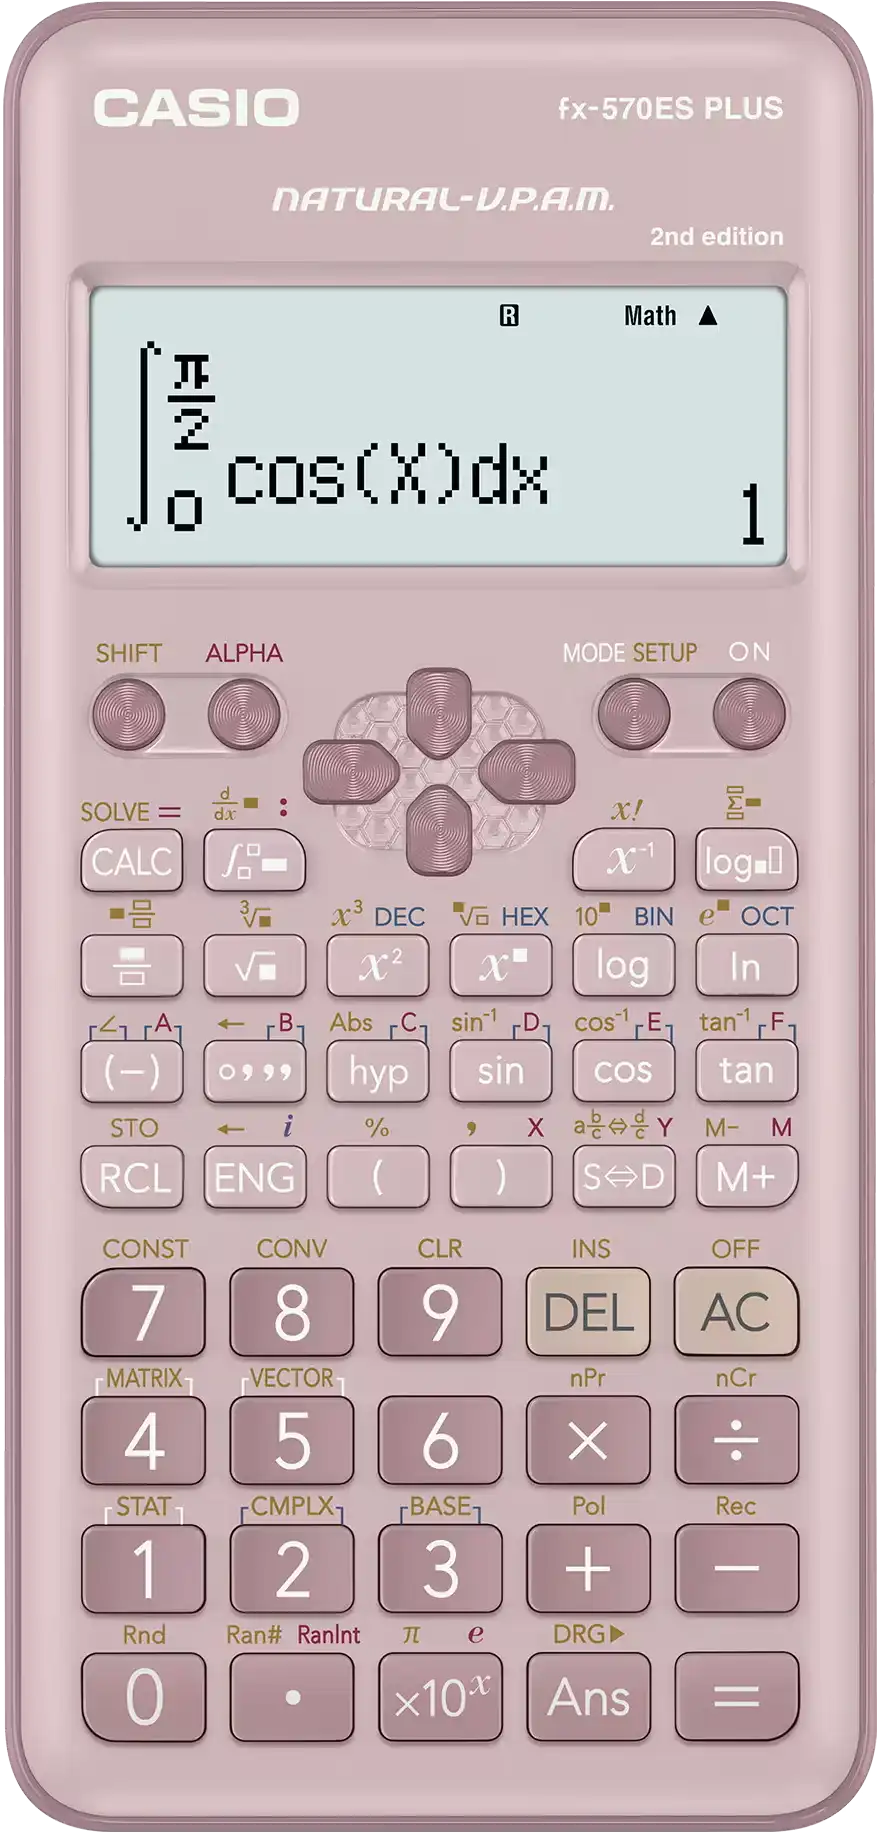 CASIO fx-570ES PLUS
NATURAL-V.P.A.M.
2nd edition
R Math ▲
∫ π/2 0 cos(X)dx
1
SHIFT ALPHA MODE SETUP ON
SOLVE = d/dx■ : x! Σ■
CALC ∫■ x⁻¹ log■□
■□/□ ³√■ x³ DEC ■√□ HEX 10■ BIN e■ OCT
■/□ √■ x² x■ log ln
∠ A ← B Abs C sin⁻¹ D cos⁻¹ E tan⁻¹ F
(−) ° , ,, hyp sin cos tan
STO ← i % , X a b/c⇔d/c Y M− M
RCL ENG ( ) S⇔D M+
CONST CONV CLR INS OFF
7 8 9 DEL AC
MATRIX VECTOR nPr nCr
4 5 6 × ÷
STAT CMPLX BASE Pol Rec
1 2 3 + −
Rnd Ran# RanInt π e DRG▶
0 • ×10ˣ Ans =